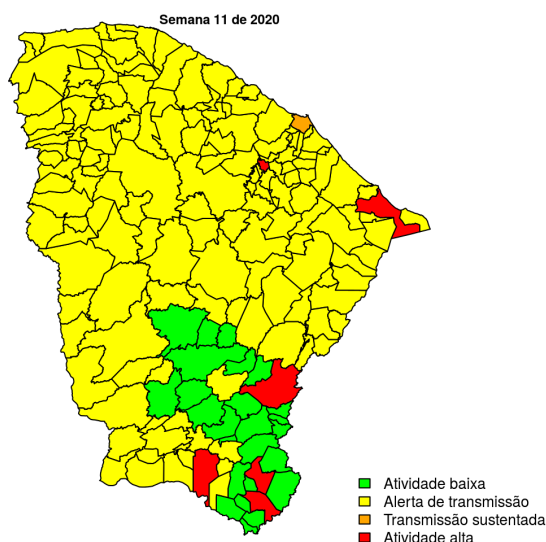 Semana 11 de 2020
Atividade baixa
Alerta de transmissão
Transmissão sustentada
Atividade alta